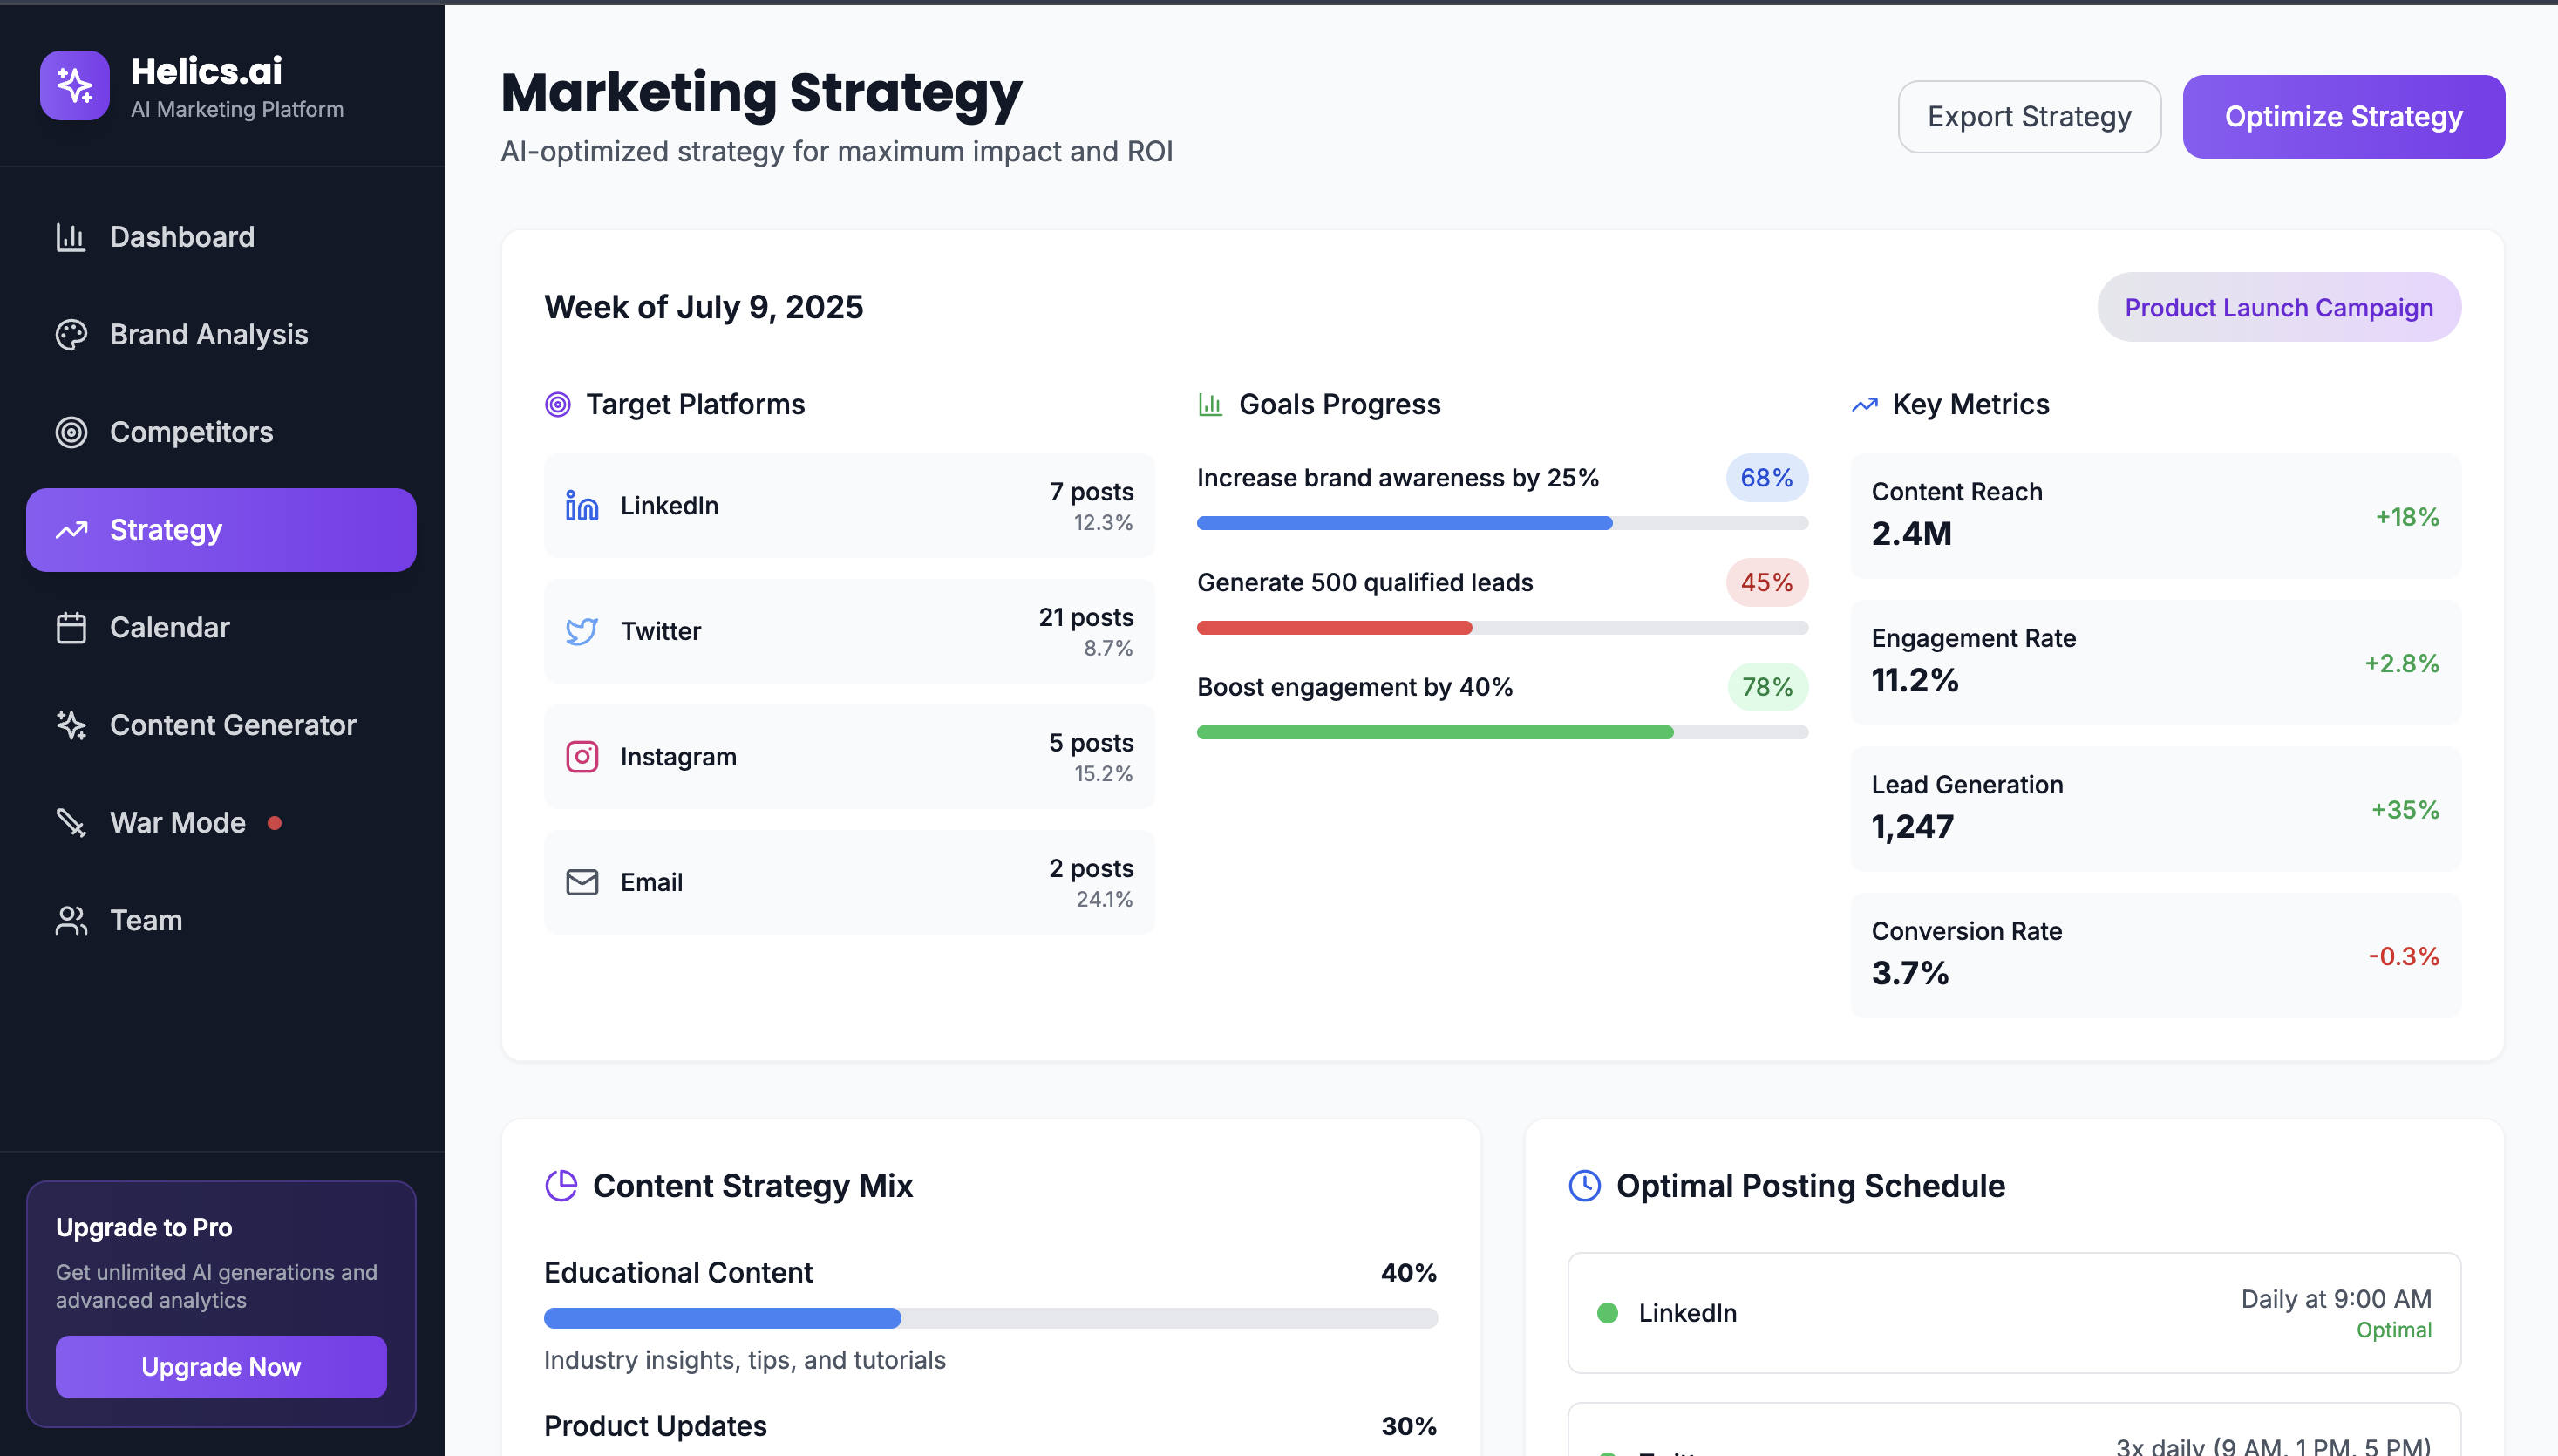 Helics.ai
AI Marketing Platform
Dashboard
Brand Analysis
Competitors
Strategy
Calendar
Content Generator
War Mode
Team
Upgrade to Pro
Get unlimited AI generations and
advanced analytics
Upgrade Now
Marketing Strategy
AI-optimized strategy for maximum impact and ROI
Export Strategy
Optimize Strategy
Week of July 9, 2025
Product Launch Campaign
Target Platforms
LinkedIn
7 posts
12.3%
Twitter
21 posts
8.7%
Instagram
5 posts
15.2%
Email
2 posts
24.1%
Goals Progress
Increase brand awareness by 25%
68%
Generate 500 qualified leads
45%
Boost engagement by 40%
78%
Key Metrics
Content Reach
2.4M
+18%
Engagement Rate
11.2%
+2.8%
Lead Generation
1,247
+35%
Conversion Rate
3.7%
-0.3%
Content Strategy Mix
Educational Content
40%
Industry insights, tips, and tutorials
Product Updates
30%
Optimal Posting Schedule
LinkedIn
Daily at 9:00 AM
Optimal
3x daily (9 AM, 1 PM, 5 PM)